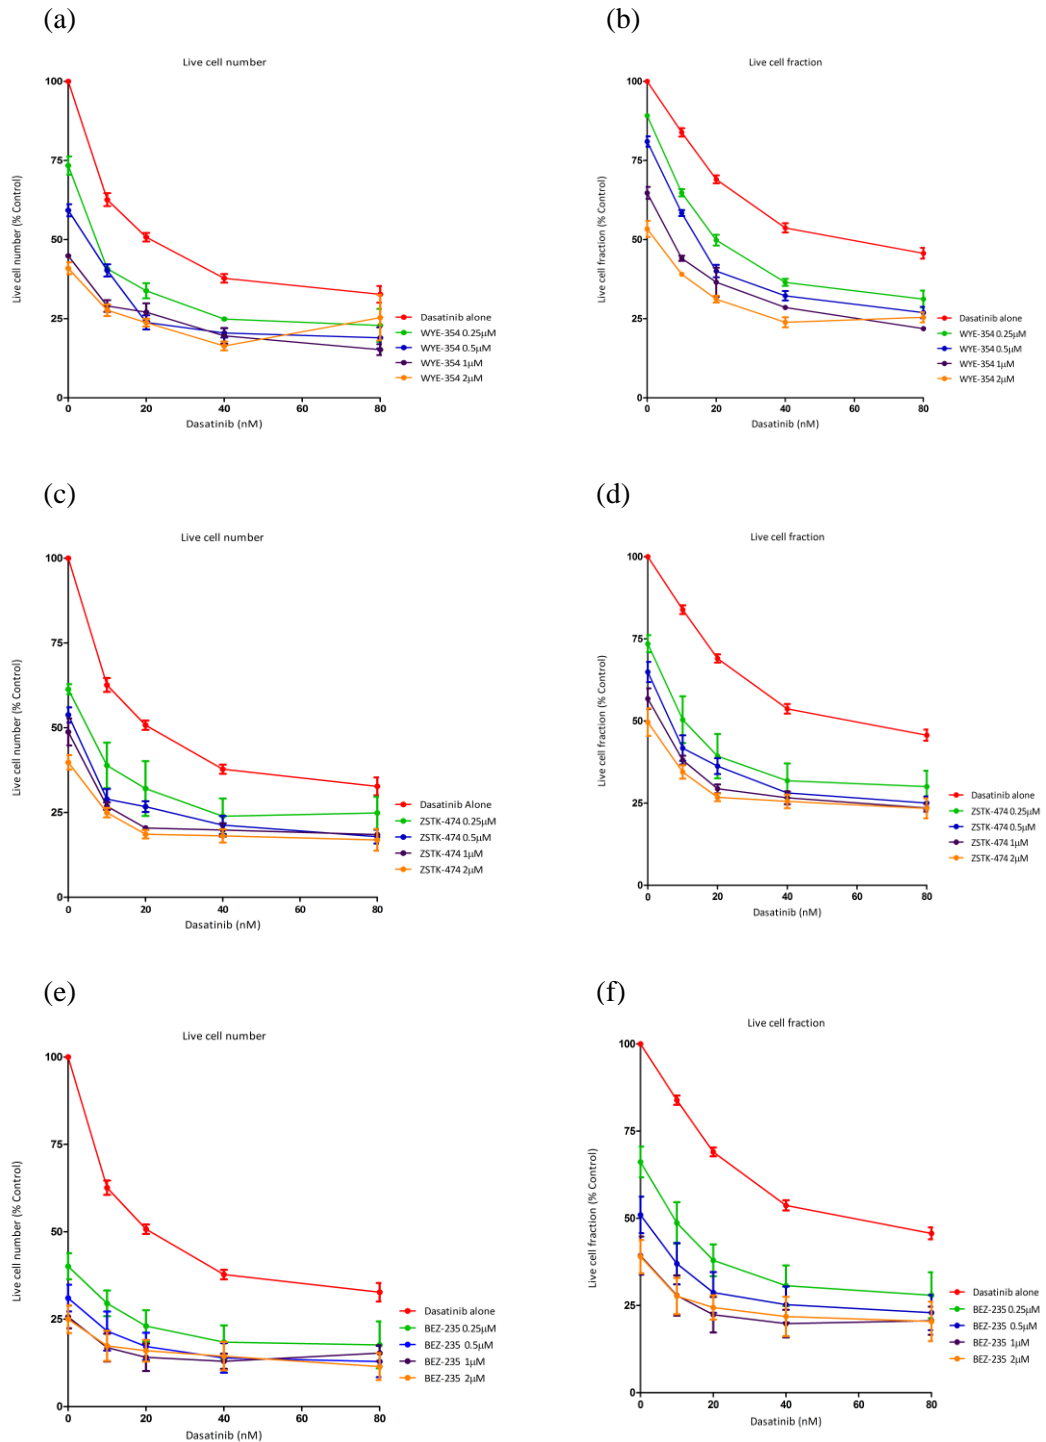 (a)
Live cell number
Live cell number (% Control)
100
75
50
25
0
0 20 40 60 80
Dasatinib (nM)
Dasatinib alone
WYE-354 0.25µM
WYE-354 0.5µM
WYE-354 1µM
WYE-354 2µM
(b)
Live cell fraction
Live cell fraction (% Control)
100
75
50
25
0
0 20 40 60 80
Dasatinib (nM)
Dasatinib alone
WYE-354 0.25µM
WYE-354 0.5µM
WYE-354 1µM
WYE-354 2µM
(c)
Live cell number
Live cell number (% Control)
100
75
50
25
0
0 20 40 60 80
Dasatinib (nM)
Dasatinib Alone
ZSTK-474 0.25µM
ZSTK-474 0.5µM
ZSTK-474 1µM
ZSTK-474 2µM
(d)
Live cell fraction
Live cell fraction (% Control)
100
75
50
25
0
0 20 40 60 80
Dasatinib (nM)
Dasatinib alone
ZSTK-474 0.25µM
ZSTK-474 0.5µM
ZSTK-474 1µM
ZSTK-474 2µM
(e)
Live cell number
Live cell number (% Control)
100
75
50
25
0
0 20 40 60 80
Dasatinib (nM)
Dasatinib alone
BEZ-235 0.25µM
BEZ-235 0.5µM
BEZ-235 1µM
BEZ-235 2µM
(f)
Live cell fraction
Live cell fraction (% Control)
100
75
50
25
0
0 20 40 60 80
Dasatinib (nM)
Dasatinib alone
BEZ-235 0.25µM
BEZ-235 0.5µM
BEZ-235 1µM
BEZ-235 2µM